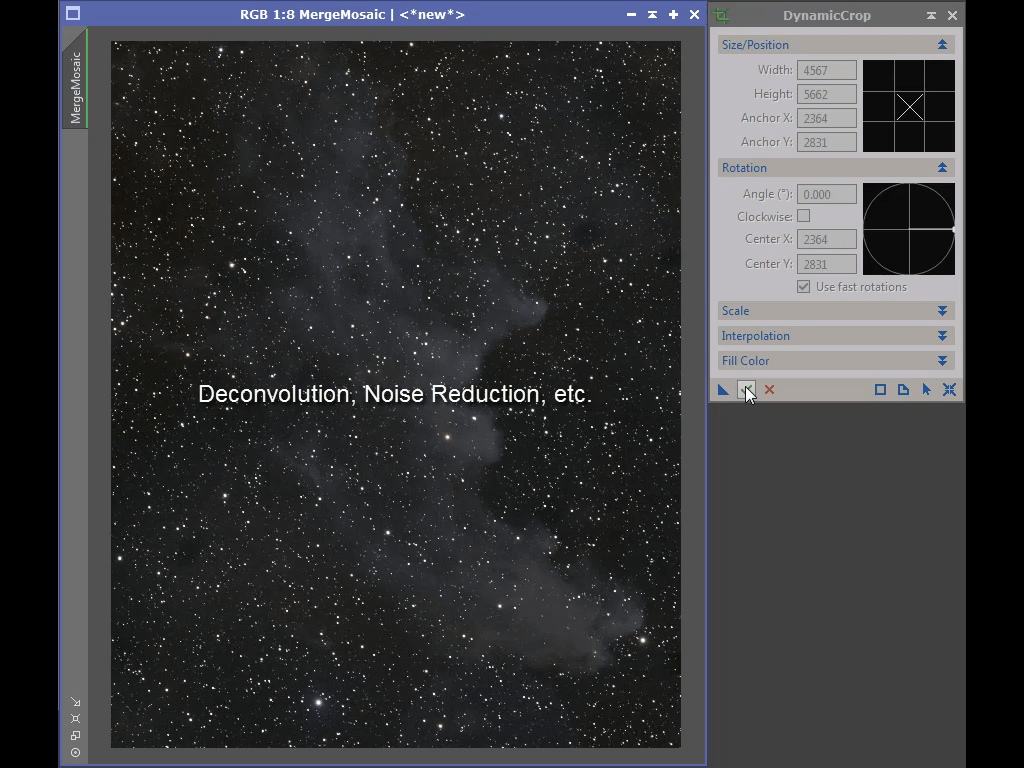 RGB 1:8 MergeMosaic | <*new*>
MergeMosaic
Deconvolution, Noise Reduction, etc.
DynamicCrop
Size/Position
Width: 4567
Height: 5662
Anchor X: 2364
Anchor Y: 2831
Rotation
Angle (°): 0.000
Clockwise:
Center X: 2364
Center Y: 2831
Use fast rotations
Scale
Interpolation
Fill Color